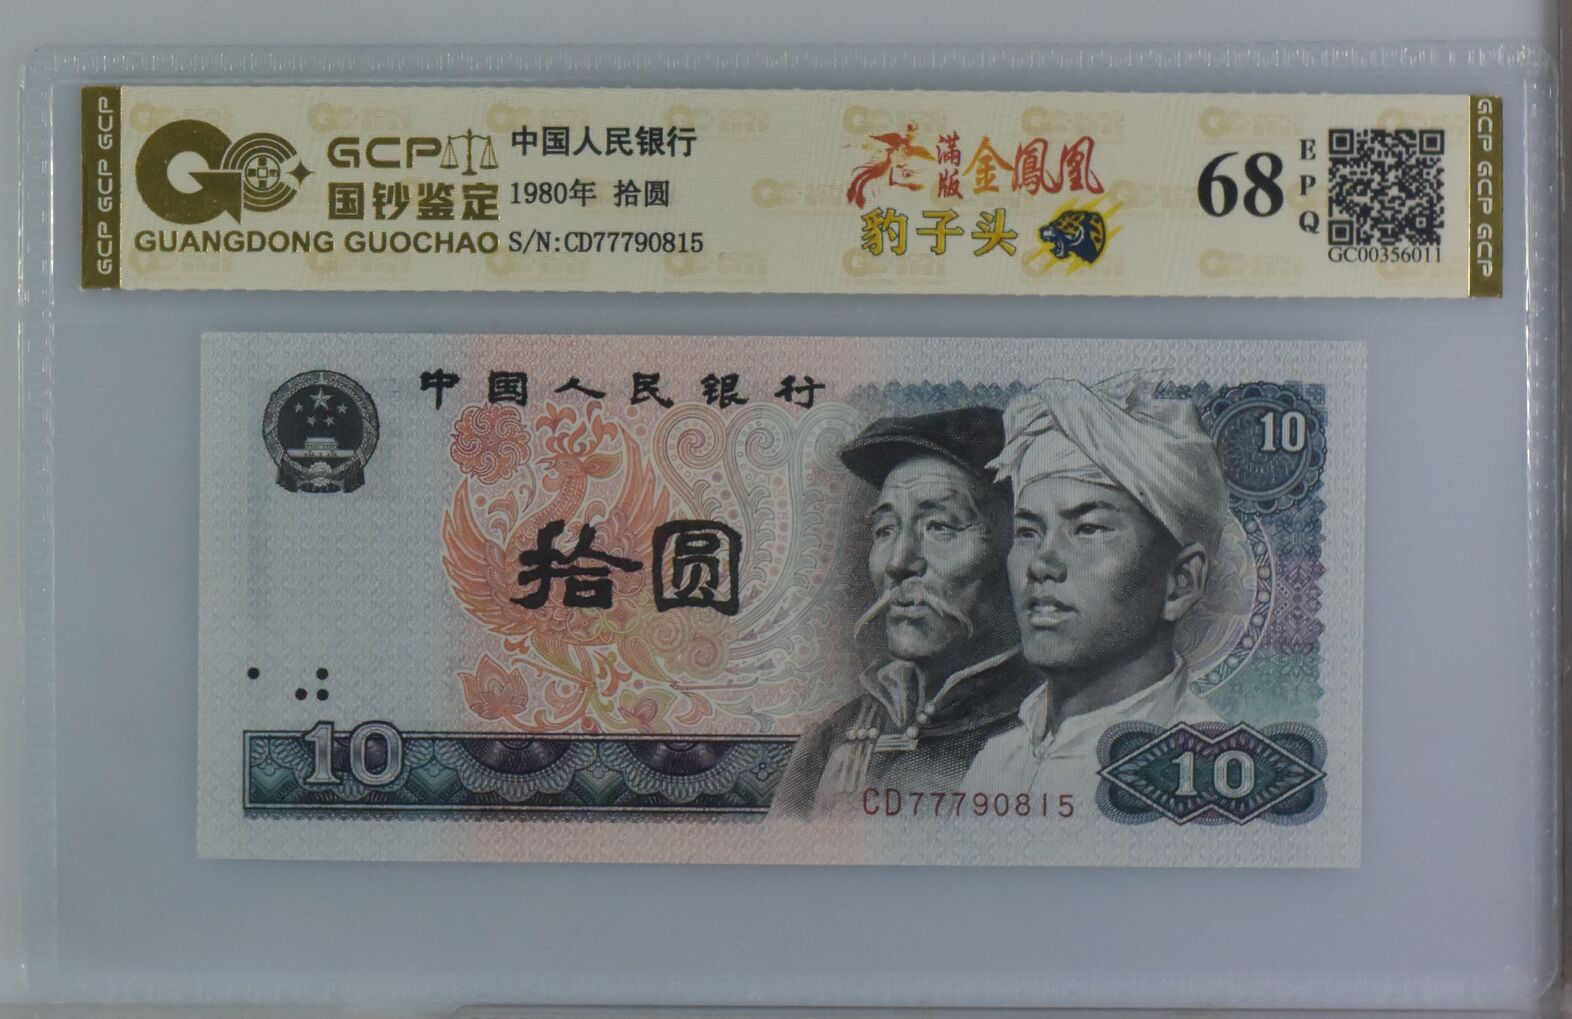 GCP GCP GCP
GCP
国钞鉴定
GUANGDONG GUOCHAO
中国人民银行
1980年 拾圆
S/N:CD77790815
满版 金鳳凰
豹子头
68
EPQ
GC00356011
GCP GCP GCP
中国人民银行
10
拾圆
10
CD77790815
10